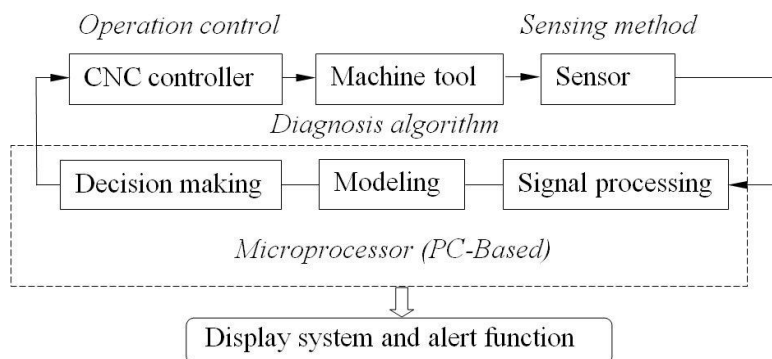 Operation control
Sensing method
CNC controller
Machine tool
Sensor
Diagnosis algorithm
Decision making
Modeling
Signal processing
Microprocessor (PC-Based)
Display system and alert function